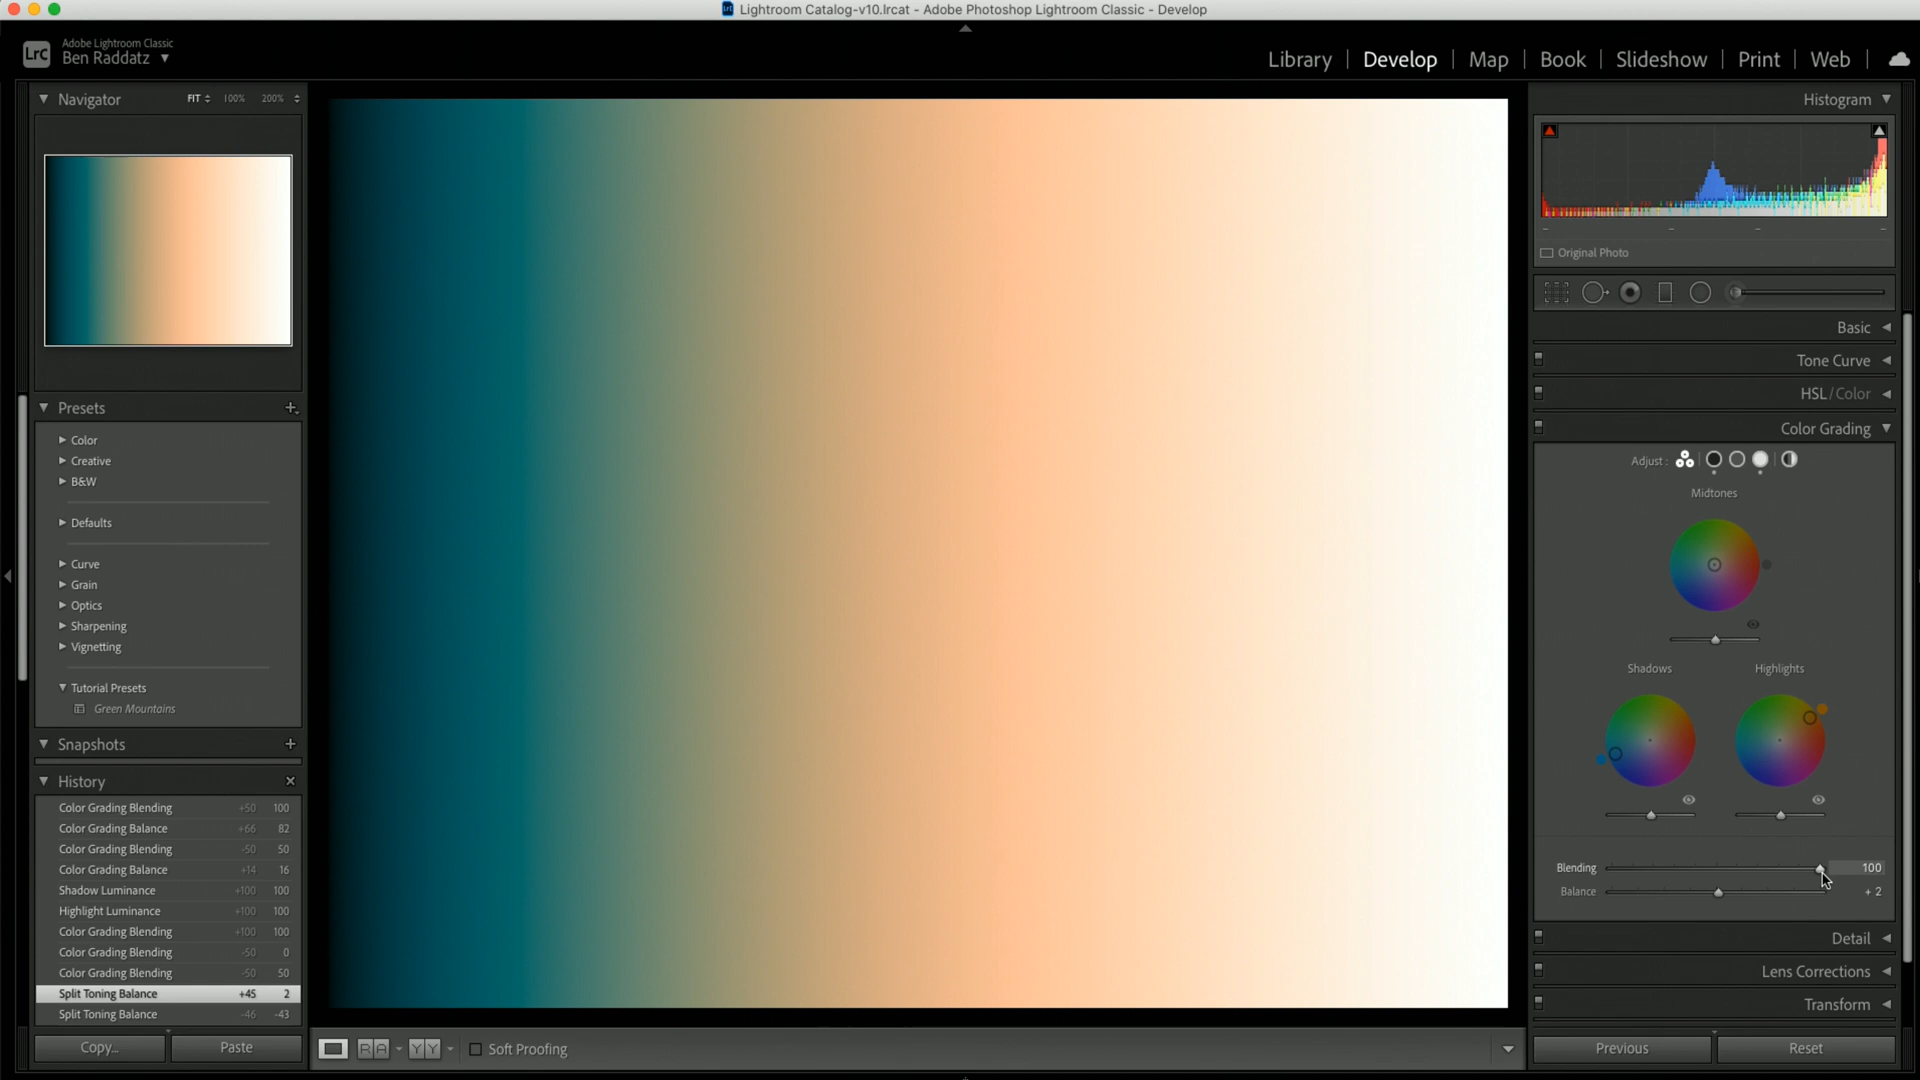 Lightroom Catalog-v10.lrcat - Adobe Photoshop Lightroom Classic - Develop
LrC
Adobe Lightroom Classic
Ben Raddatz
Library | Develop | Map | Book | Slideshow | Print | Web
Navigator FIT 100% 200%
Presets
Color
Creative
B&W
Defaults
Curve
Grain
Optics
Sharpening
Vignetting
Tutorial Presets
Green Mountains
Snapshots
History
Color Grading Blending +50 100
Color Grading Balance +66 82
Color Grading Blending -50 50
Color Grading Balance +14 16
Shadow Luminance +100 100
Highlight Luminance +100 100
Color Grading Blending +100 100
Color Grading Blending -50 0
Color Grading Blending -50 50
Split Toning Balance +45 2
Split Toning Balance -46 -43
Copy... Paste
R A Y Y Soft Proofing
Histogram
Original Photo
Basic
Tone Curve
HSL / Color
Color Grading
Adjust :
Midtones
Shadows Highlights
Blending 100
Balance + 2
Detail
Lens Corrections
Transform
Previous Reset